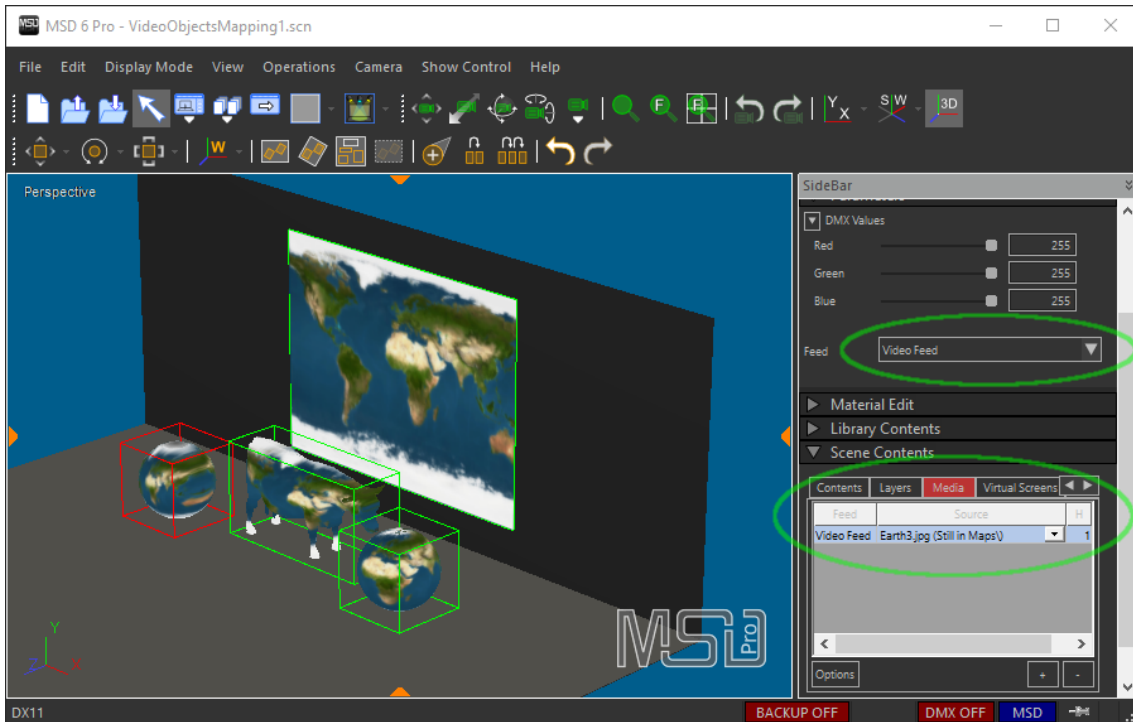 MSD 6 Pro - VideoObjectsMapping1.scn
File Edit Display Mode View Operations Camera Show Control Help
F F Y X S W 3D
W
Perspective
SideBar
DMX Values
Red 255
Green 255
Blue 255
Feed Video Feed
Material Edit
Library Contents
Scene Contents
Contents Layers Media Virtual Screens
Feed Source H
Video Feed Earth3.jpg (Still in Maps\) 1
Options + -
MSD Pro
Y
Z X
DX11 BACKUP OFF DMX OFF MSD